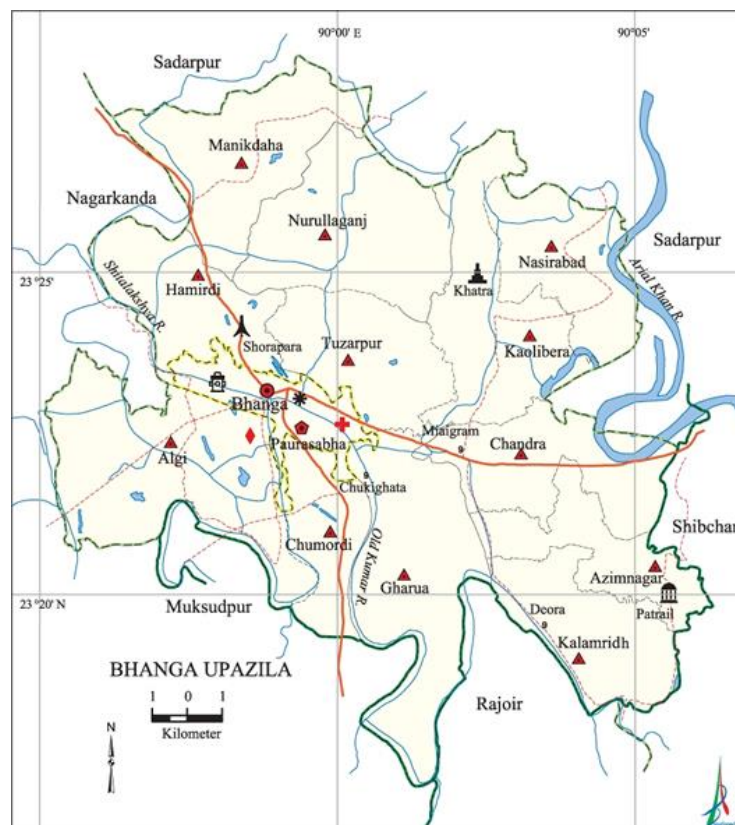 90°00' E
90°05'
Sadarpur
Manikdaha
Nagarkanda
Nurullaganj
Sadarpur
Nasirabad
23°25'
Shitalakshya R.
Hamirdi
Khatra
Arial Khan R.
Shorapara
Tuzarpur
Kaolibera
Bhanga
Paurasabha
Miaigram
Chandra
Algi
Chukighata
Shibchar
Chumordi
Old Kumar R.
Gharua
Azimnagar
23°20' N
Muksudpur
Deora
Patrail
Kalamridh
BHANGA UPAZILA
1 0 1
Kilometer
Rajoir
N